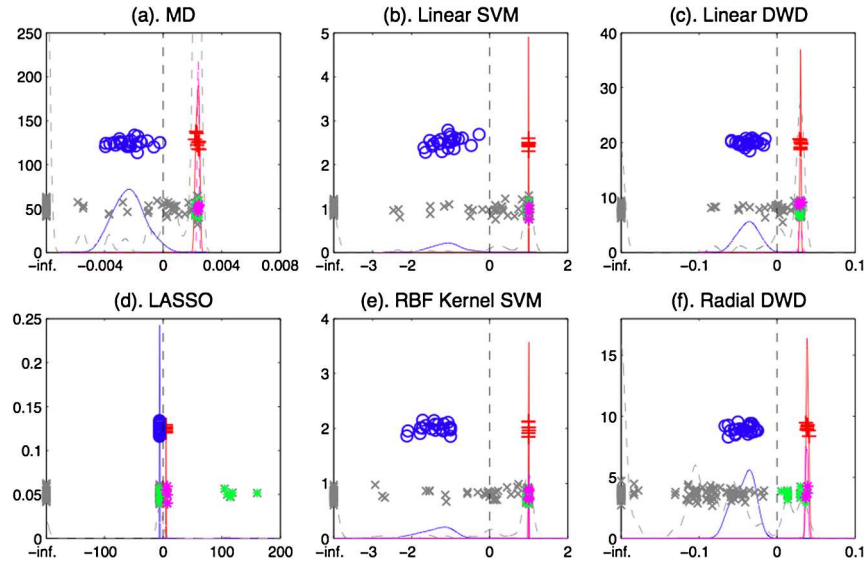 (a). MD
(b). Linear SVM
(c). Linear DWD
250
200
150
100
50
0
−inf. −0.004 0 0.004 0.008
5
4
3
2
1
0
−inf. −3 −2 −1 0 1 2
40
30
20
10
0
−inf. −0.1 0 0.1
(d). LASSO
(e). RBF Kernel SVM
(f). Radial DWD
0.25
0.2
0.15
0.1
0.05
0
−inf. −100 0 100 200
4
3
2
1
0
−inf. −3 −2 −1 0 1 2
15
10
5
0
−inf. −0.1 0 0.1